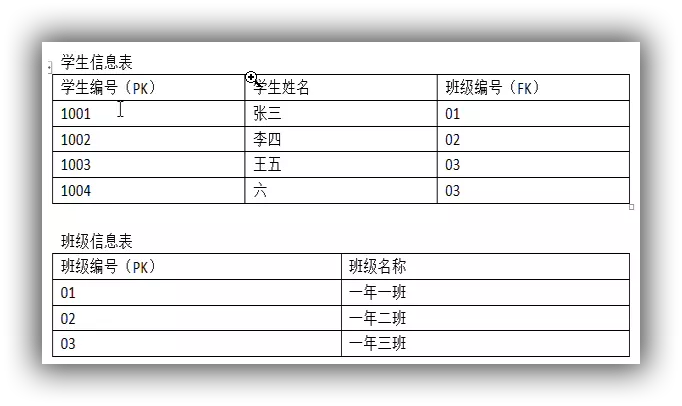 学生信息表
学生编号（PK） 学生姓名 班级编号（FK）
1001 张三 01
1002 李四 02
1003 王五 03
1004 六 03
班级信息表
班级编号（PK） 班级名称
01 一年一班
02 一年二班
03 一年三班